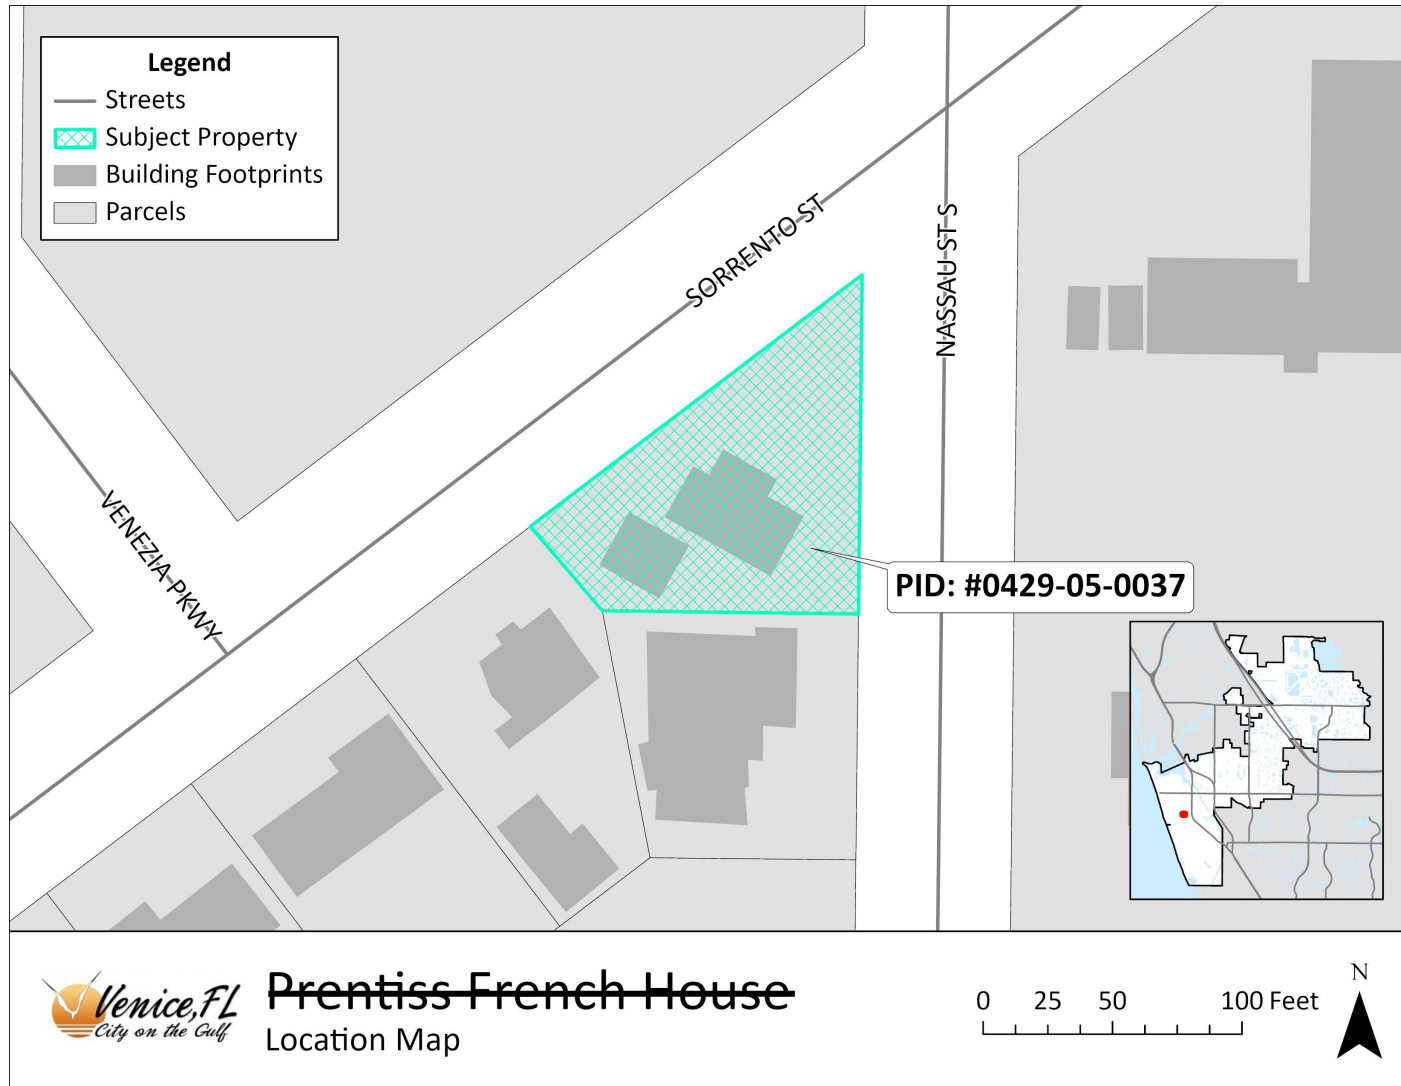 Legend
Streets
Subject Property
Building Footprints
Parcels
SORRENTO ST
NASSAU ST S
VENEZIA PKWY
PID: #0429-05-0037
Venice, FL
City on the Gulf
Prentiss French House
Location Map
0 25 50 100 Feet
N